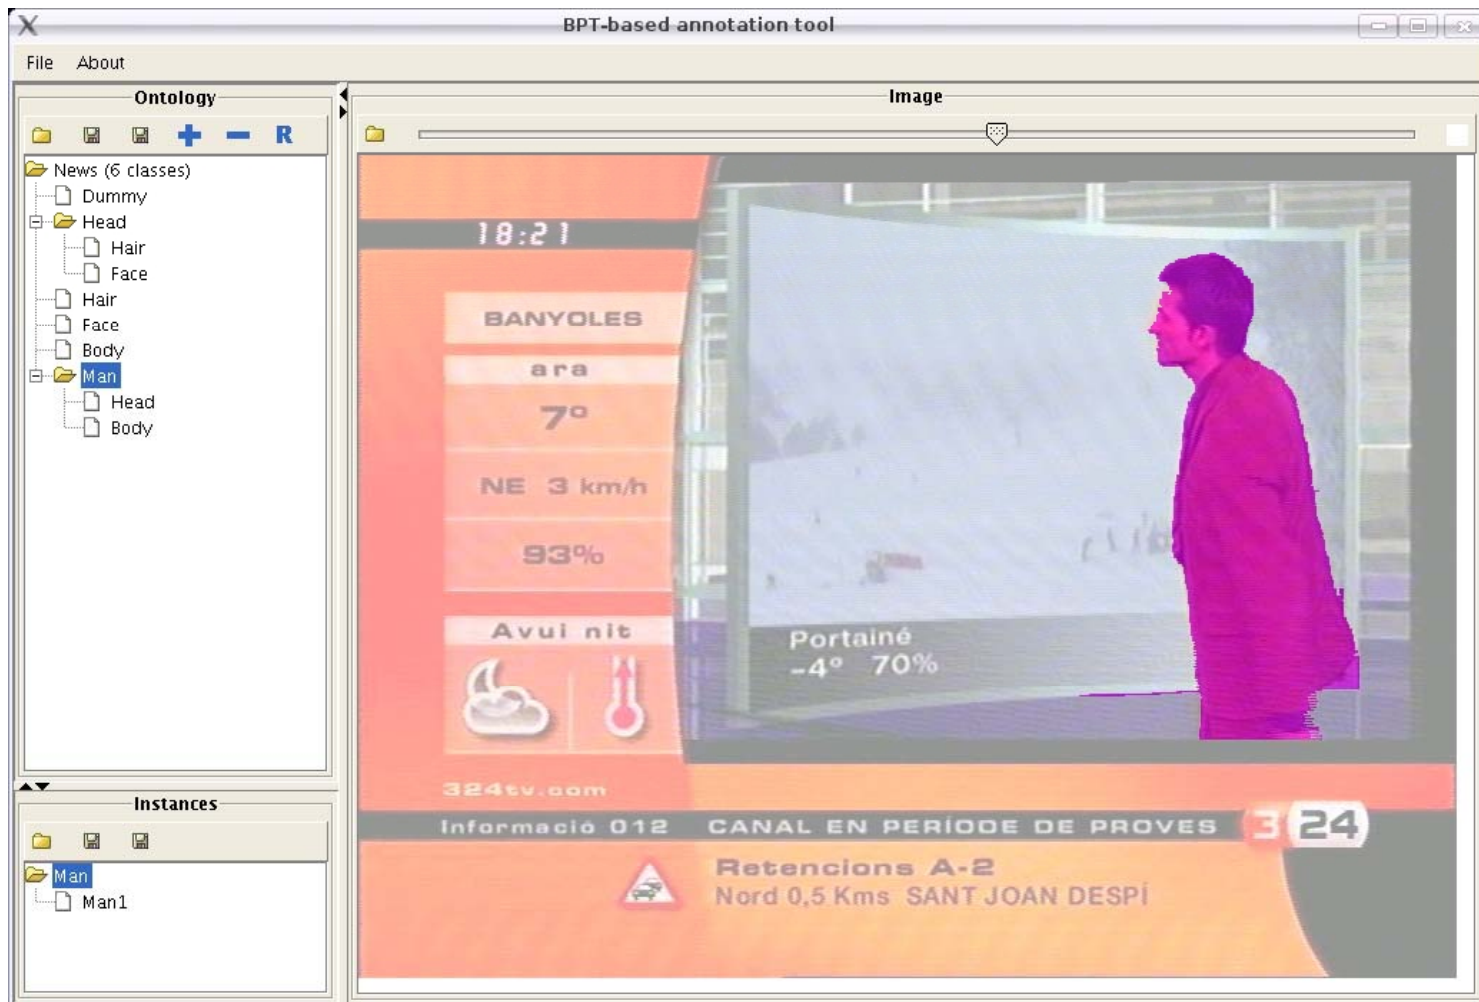 BPT-based annotation tool
File About
Ontology
R
News (6 classes)
Dummy
Head
Hair
Face
Hair
Face
Body
Man
Head
Body
Instances
Man
Man1
Image
18:21
BANYOLES
ara
7º
NE 3 km/h
93%
Avui nit
Portainé
-4º 70%
324tv.com
Informació 012 CANAL EN PERÍODE DE PROVES 3 24
Retencions A-2
Nord 0,5 Kms SANT JOAN DESPÍ